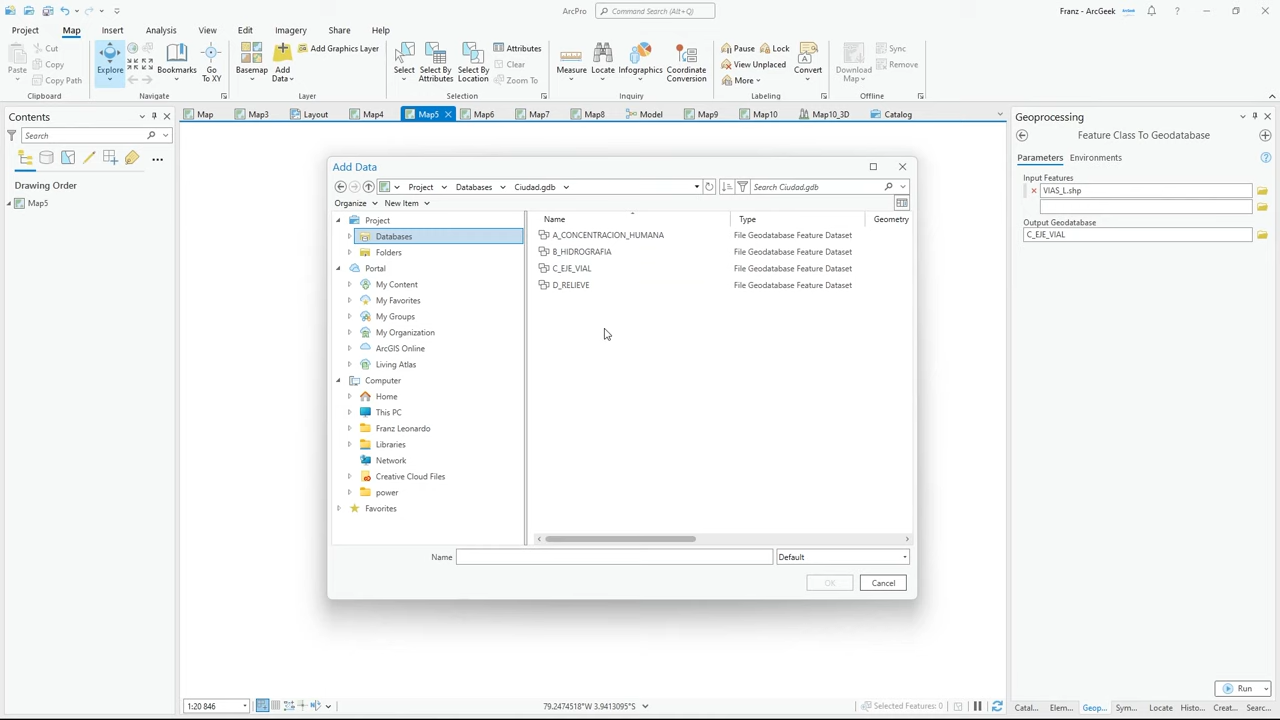 ArcPro
Command Search (Alt+Q)
Franz - ArcGeek
Project
Map
Insert
Analysis
View
Edit
Imagery
Share
Help
Paste
Cut
Copy
Copy Path
Clipboard
Explore
Bookmarks
Go To XY
Navigate
Basemap
Add Data
Add Graphics Layer
Layer
Select
Select By Attributes
Select By Location
Attributes
Clear
Zoom To
Selection
Measure
Locate
Infographics
Coordinate Conversion
Inquiry
Pause
Lock
View Unplaced
More
Labeling
Convert
Download Map
Sync
Remove
Offline
Contents
Search
Drawing Order
Map5
Map
Map3
Layout
Map4
Map5
Map6
Map7
Map8
Model
Map9
Map10
Map10_3D
Catalog
Add Data
Project
Databases
Ciudad.gdb
Search Ciudad.gdb
Organize
New Item
Project
Databases
Folders
Portal
My Content
My Favorites
My Groups
My Organization
ArcGIS Online
Living Atlas
Computer
Home
This PC
Franz Leonardo
Libraries
Network
Creative Cloud Files
power
Favorites
Name
Type
Geometry
A_CONCENTRACION_HUMANA
File Geodatabase Feature Dataset
B_HIDROGRAFIA
File Geodatabase Feature Dataset
C_EJE_VIAL
File Geodatabase Feature Dataset
D_RELIEVE
File Geodatabase Feature Dataset
Name
Default
OK
Cancel
Geoprocessing
Feature Class To Geodatabase
Parameters
Environments
Input Features
VIAS_L.shp
Output Geodatabase
C_EJE_VIAL
Run
1:20 846
79.2474518°W 3.9413095°S
Selected Features: 0
Catal...
Elem...
Geop...
Sym...
Locate
Histo...
Creat...
Searc...